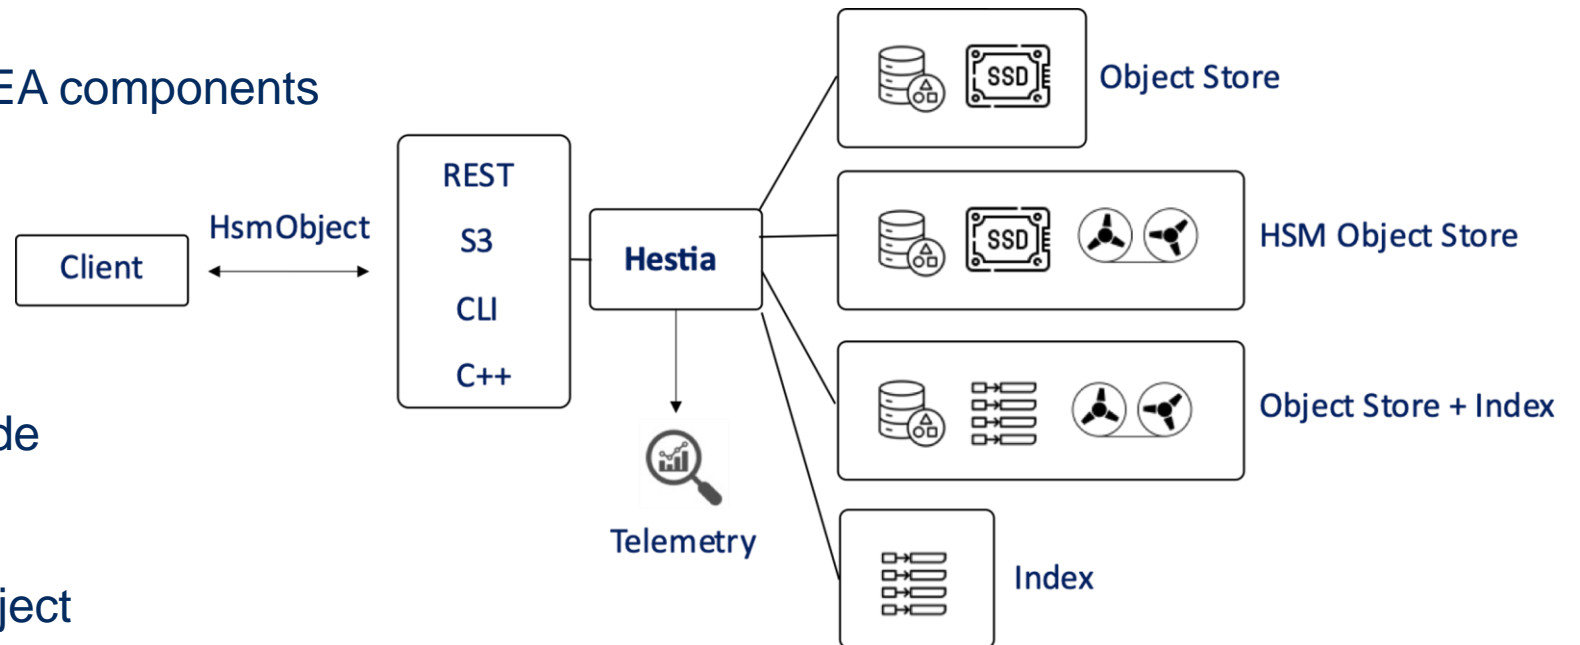 EA components
de
ject
Client
HsmObject
REST
S3
CLI
C++
Hestia
Telemetry
SSD
Object Store
SSD
HSM Object Store
Object Store + Index
Index